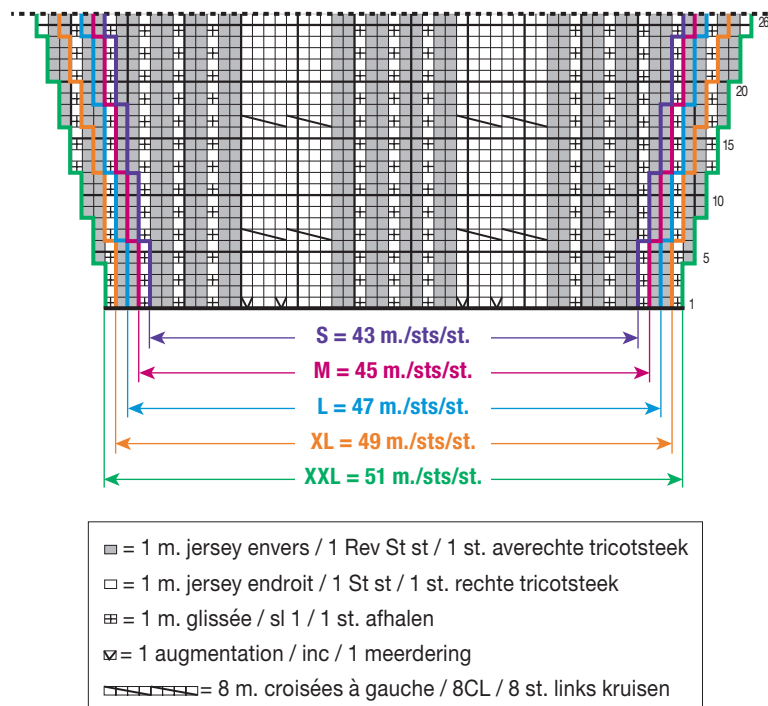 26
20
15
10
5
1
S = 43 m./sts/st.
M = 45 m./sts/st.
L = 47 m./sts/st.
XL = 49 m./sts/st.
XXL = 51 m./sts/st.
= 1 m. jersey envers / 1 Rev St st / 1 st. averechte tricotsteek
= 1 m. jersey endroit / 1 St st / 1 st. rechte tricotsteek
= 1 m. glissée / sl 1 / 1 st. afhalen
= 1 augmentation / inc / 1 meerdering
= 8 m. croisées à gauche / 8CL / 8 st. links kruisen